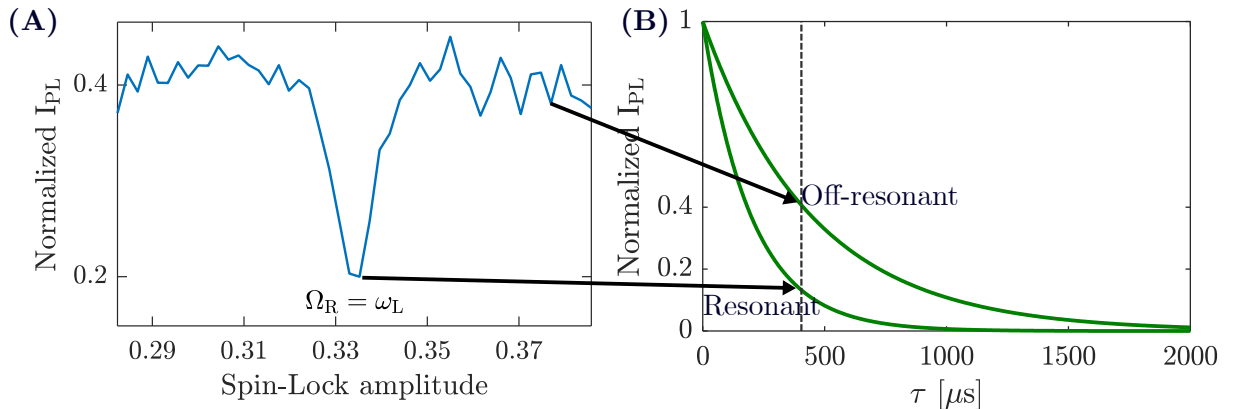 (A)
Normalized I_PL
0.4
0.2
Ω_R = ω_L
0.29 0.31 0.33 0.35 0.37
Spin-Lock amplitude
(B)
Normalized I_PL
1
0.4
0.2
0
Off-resonant
Resonant
0 500 1000 1500 2000
τ [μs]